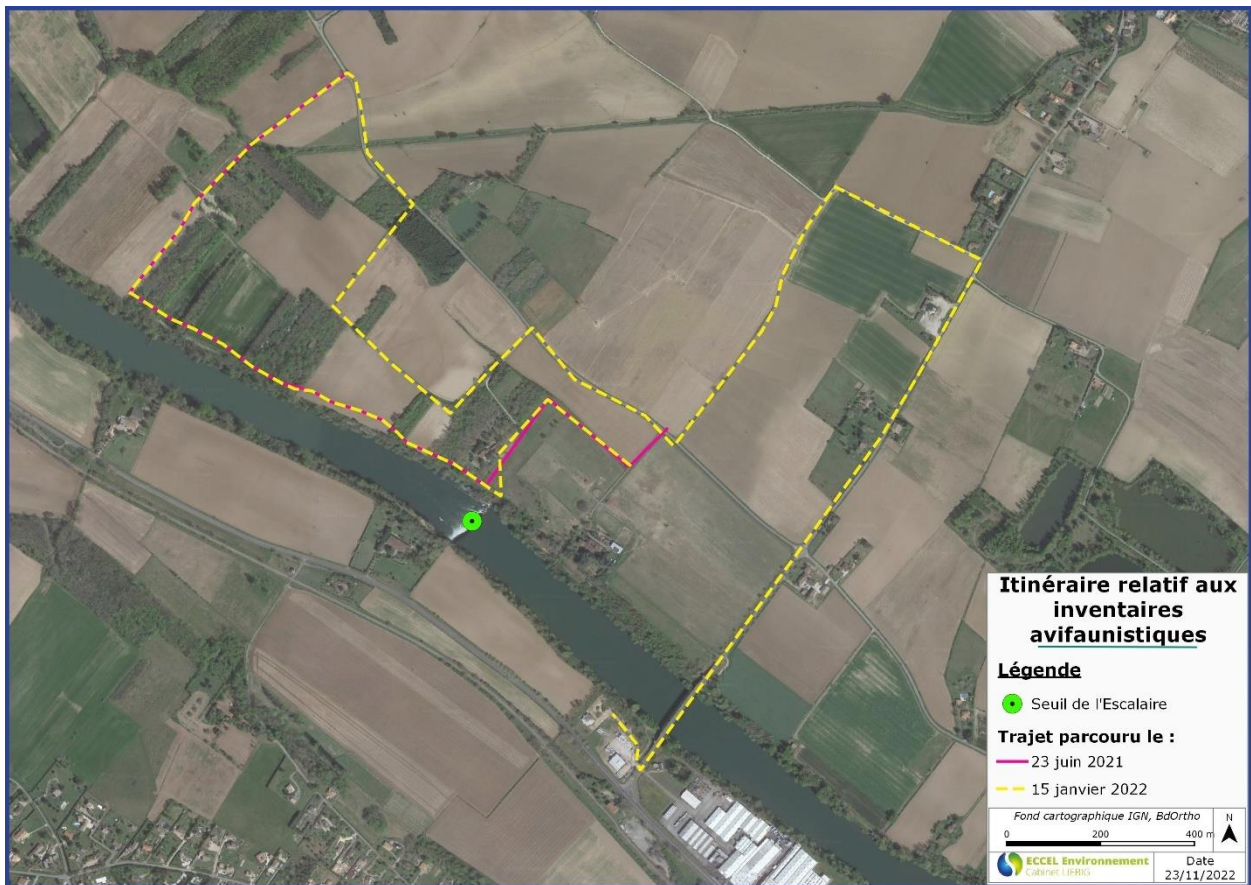 Itinéraire relatif aux
inventaires
avifaunistiques
Légende
Seuil de l'Escalaire
Trajet parcouru le :
23 juin 2021
15 janvier 2022
Fond cartographique IGN, BdOrtho
0 200 400 m
N
ECCEL Environnement
Cabinet LIEBIG
Date
23/11/2022